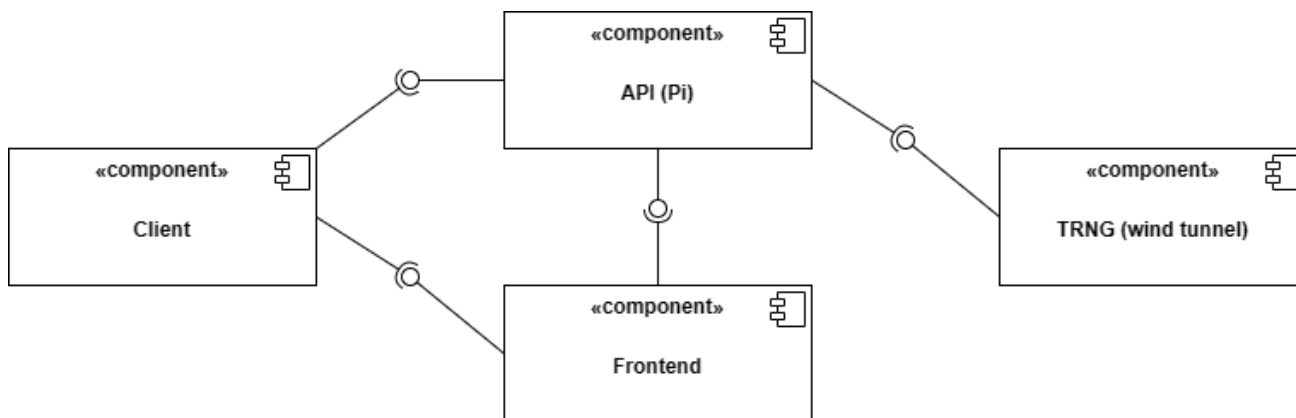 «component»
API (Pi)
«component»
Client
«component»
TRNG (wind tunnel)
«component»
Frontend